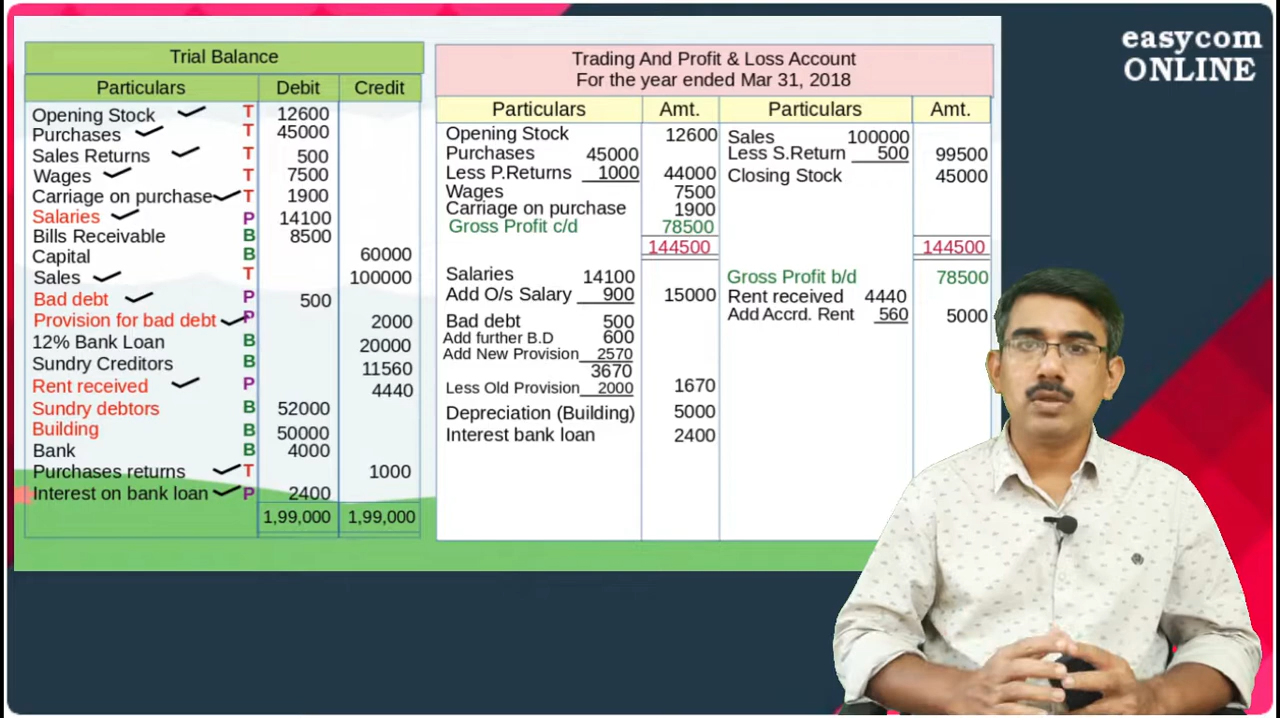 easycom
ONLINE
Trial Balance
Particulars Debit Credit
Opening Stock T 12600
Purchases T 45000
Sales Returns T 500
Wages T 7500
Carriage on purchase T 1900
Salaries P 14100
Bills Receivable B 8500
Capital B 60000
Sales T 100000
Bad debt P 500
Provision for bad debt P 2000
12% Bank Loan B 20000
Sundry Creditors B 11560
Rent received P 4440
Sundry debtors B 52000
Building B 50000
Bank B 4000
Purchases returns T 1000
Interest on bank loan P 2400
1,99,000 1,99,000
Trading And Profit & Loss Account
For the year ended Mar 31, 2018
Particulars Amt. Particulars Amt.
Opening Stock 12600 Sales 100000
Purchases 45000 Less S.Return 500 99500
Less P.Returns 1000 44000 Closing Stock 45000
Wages 7500
Carriage on purchase 1900
Gross Profit c/d 78500
144500 144500
Salaries 14100 Gross Profit b/d 78500
Add O/s Salary 900 15000 Rent received 4440
Add Accrd. Rent 560 5000
Bad debt 500
Add further B.D 600
Add New Provision 2570
3670
Less Old Provision 2000 1670
Depreciation (Building) 5000
Interest bank loan 2400